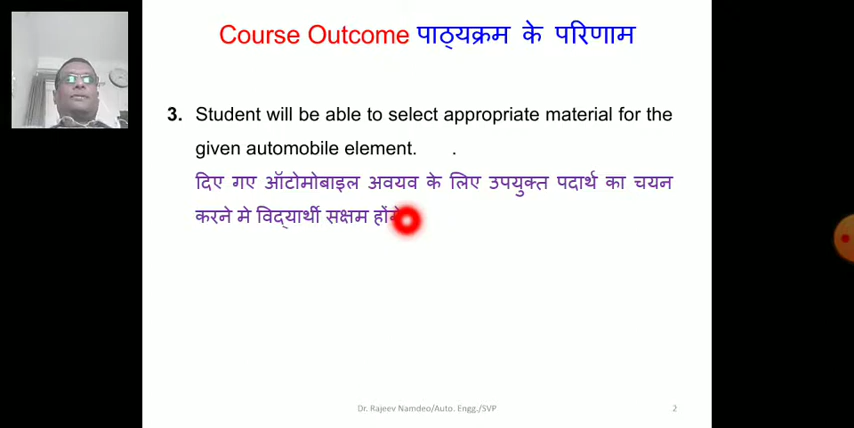 Course Outcome पाठ्यक्रम के परिणाम
3. Student will be able to select appropriate material for the
given automobile element. .
दिए गए ऑटोमोबाइल अवयव के लिए उपयुक्त पदार्थ का चयन
करने मे विद्यार्थी सक्षम
Dr. Rajeev Namdeo/Auto. Engg./SVP 2